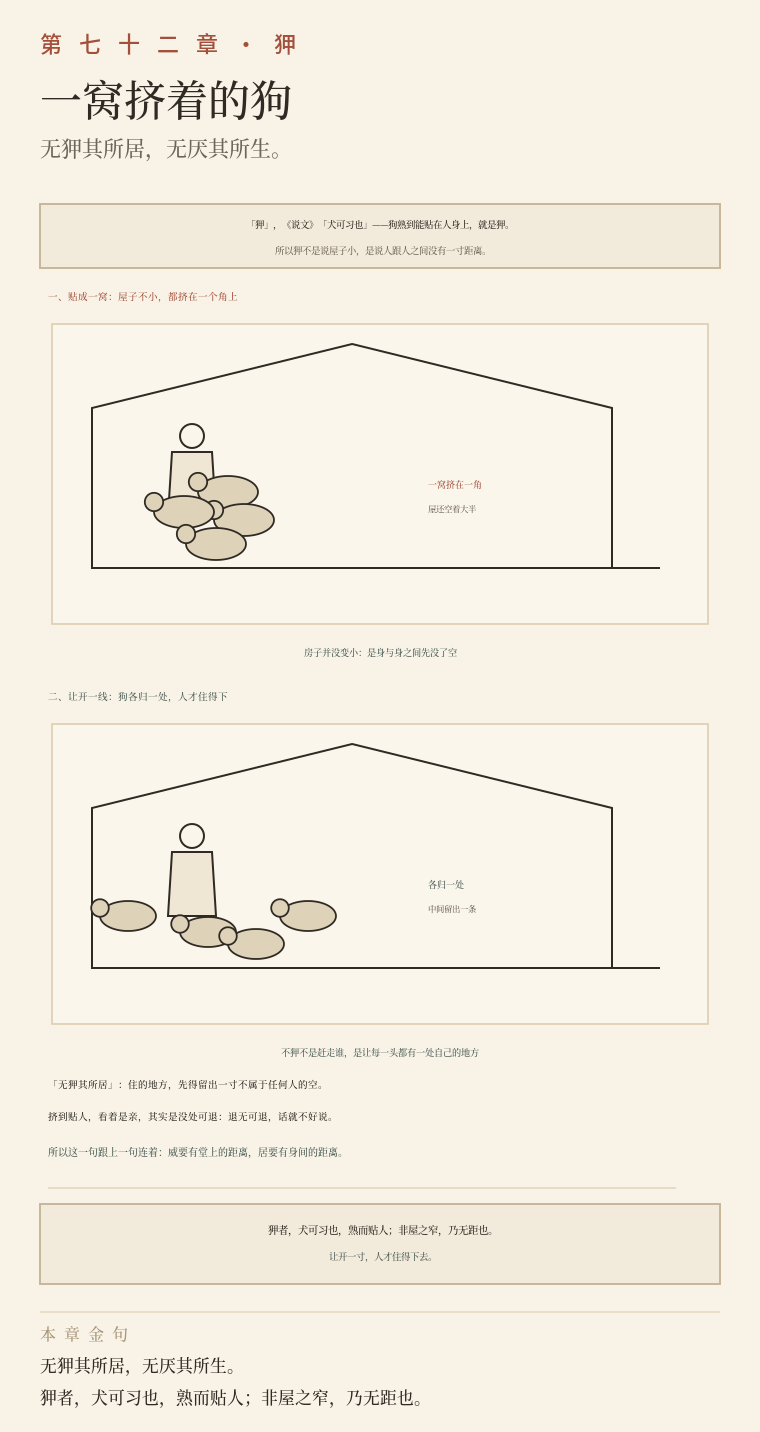 第七十二章·狎
一窝挤着的狗
无狎其所居，无厌其所生。
「狎」，《说文》「犬可习也」——狗熟到能贴在人身上，就是狎。
所以狎不是说屋子小，是说人跟人之间没有一寸距离。
一、贴成一窝：屋子不小，都挤在一个角上
一窝挤在一角
屋还空着大半
房子并没变小：是身与身之间先没了空
二、让开一线：狗各归一处，人才住得下
各归一处
中间留出一条
不狎不是赶走谁，是让每一头都有一处自己的地方
「无狎其所居」：住的地方，先得留出一寸不属于任何人的空。
挤到贴人，看着是亲，其实是没处可退：退无可退，话就不好说。
所以这一句跟上一句连着：威要有堂上的距离，居要有身间的距离。
狎者，犬可习也，熟而贴人；非屋之窄，乃无距也。
让开一寸，人才住得下去。
本章金句
无狎其所居，无厌其所生。
狎者，犬可习也，熟而贴人；非屋之窄，乃无距也。